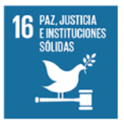 16 PAZ, JUSTICIA
E INSTITUCIONES
SÓLIDAS